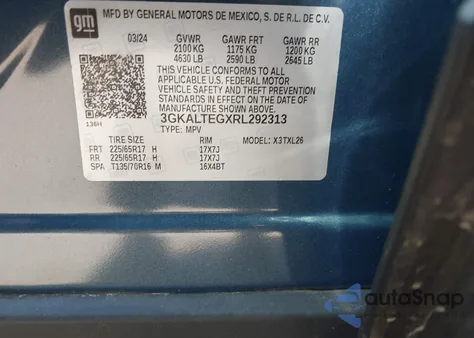 gm
MFD BY GENERAL MOTORS DE MEXICO, S. DE R.L. DE C.V.
03/24 GVWR GAWR FRT GAWR RR
2100 KG 1175 KG 1200 KG
4630 LB 2590 LB 2645 LB
THIS VEHICLE CONFORMS TO ALL
APPLICABLE U.S. FEDERAL MOTOR
VEHICLE SAFETY AND THEFT PREVENTION
STANDARDS IN EFFECT ON THE DATE OF
MANUFACTURE SHOWN ABOVE.
136H 3GKALTEGXRL292313
TYPE: MPV
TIRE SIZE RIM MODEL: X3TXL26
FRT 225/65R17 H 17X7J
RR 225/65R17 H 17X7J
SPA T135/70R16 M 16X4BT
autoSnap